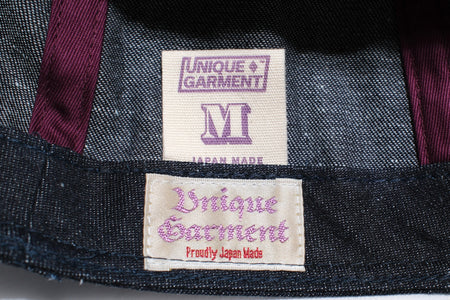 UNIQUE
GARMENT
M
JAPAN MADE
Unique
Garment
Proudly Japan Made